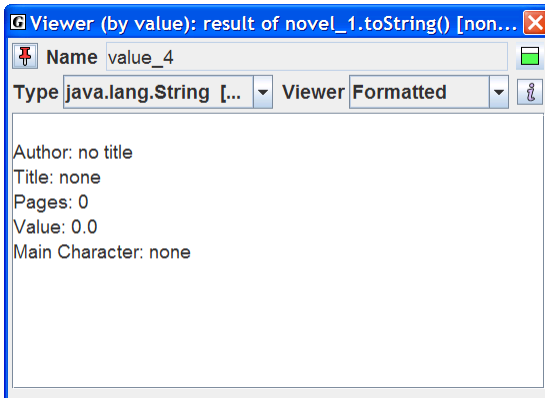 G Viewer (by value): result of novel_1.toString() [non...
Name value_4
Type java.lang.String [... Viewer Formatted i
Author: no title
Title: none
Pages: 0
Value: 0.0
Main Character: none